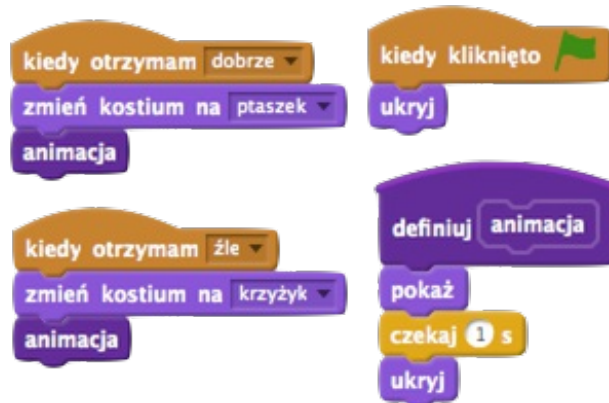 kiedy otrzymam dobrze
zmień kostium na ptaszek
animacja
kiedy otrzymam źle
zmień kostium na krzyżyk
animacja
kiedy kliknięto
ukryj
definiuj animacja
pokaż
czekaj 1 s
ukryj